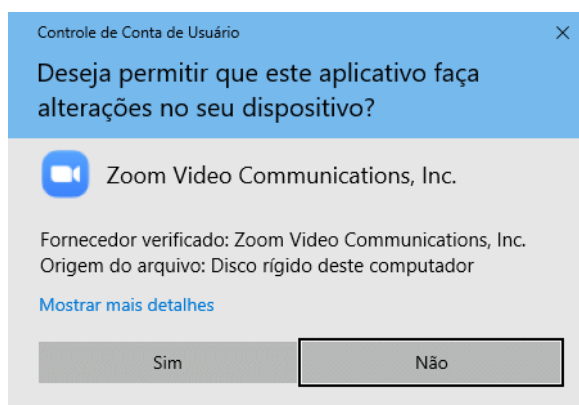 Controle de Conta de Usuário
Deseja permitir que este aplicativo faça
alterações no seu dispositivo?
Zoom Video Communications, Inc.
Fornecedor verificado: Zoom Video Communications, Inc.
Origem do arquivo: Disco rígido deste computador
Mostrar mais detalhes
Sim
Não